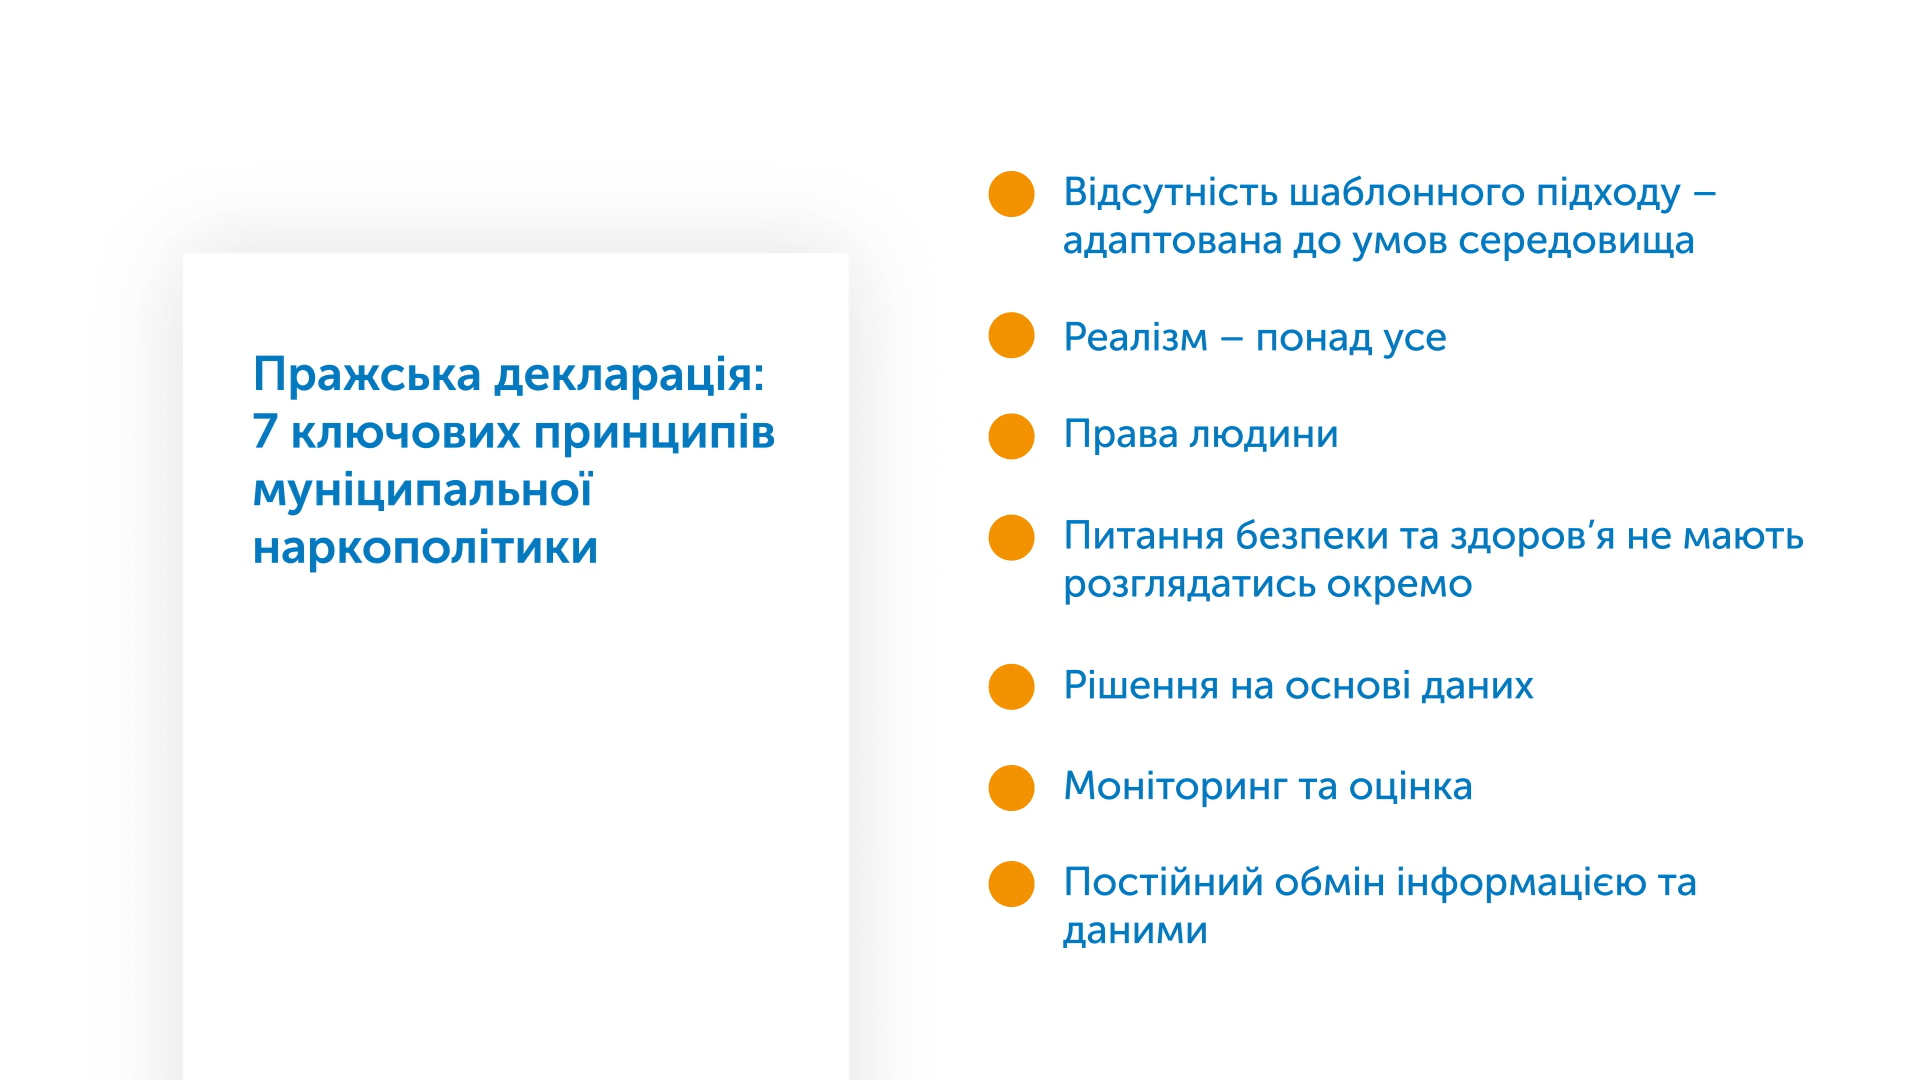 Пражська декларація:
7 ключових принципів
муніципальної
наркополітики
Відсутність шаблонного підходу –
адаптована до умов середовища
Реалізм – понад усе
Права людини
Питання безпеки та здоров’я не мають
розглядатись окремо
Рішення на основі даних
Моніторинг та оцінка
Постійний обмін інформацією та
даними